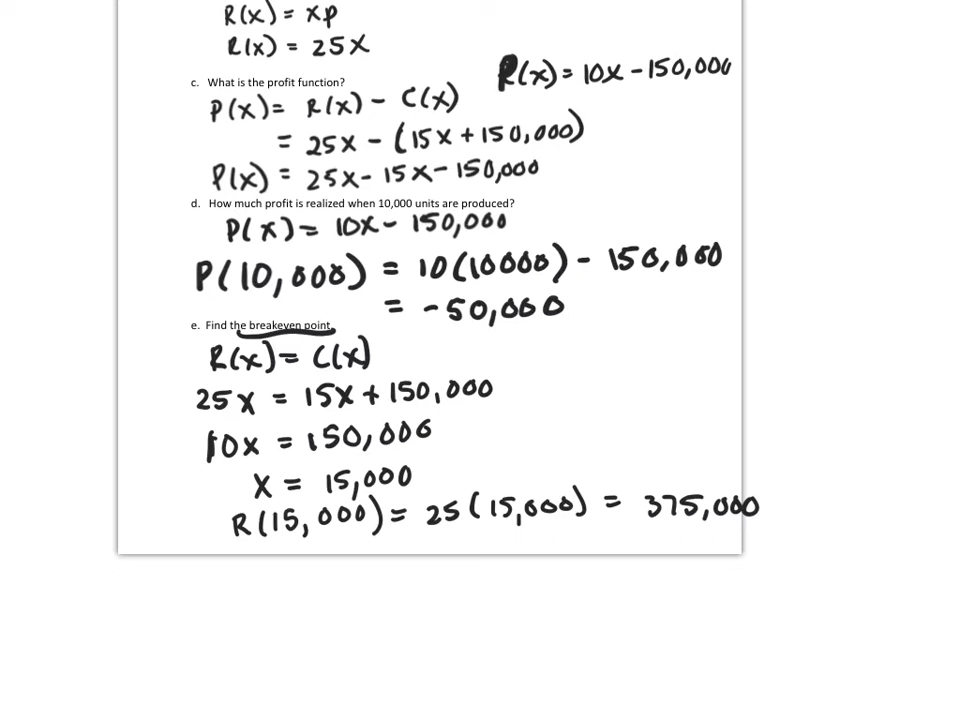 R(x) = xp
R(x) = 25x
c. What is the profit function?
P(x) = 10x - 150,000
P(x) = R(x) - C(x)
= 25x - (15x + 150,000)
P(x) = 25x - 15x - 150,000
d. How much profit is realized when 10,000 units are produced?
P(x) = 10x - 150,000
P(10,000) = 10(10000) - 150,000
= -50,000
e. Find the breakeven point.
R(x) = C(x)
25x = 15x + 150,000
10x = 150,000
x = 15,000
R(15,000) = 25(15,000) = 375,000